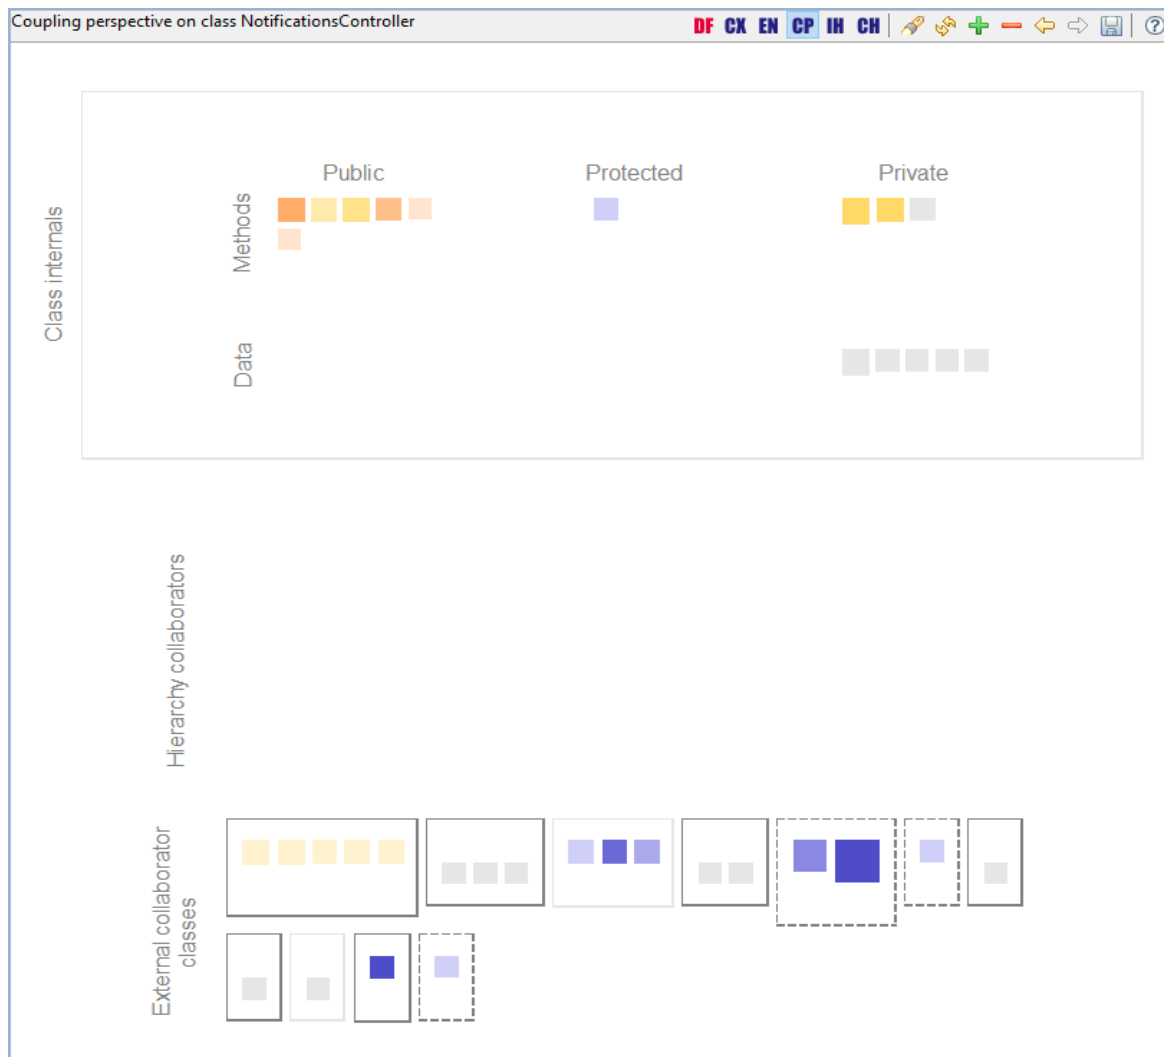 Coupling perspective on class NotificationsController
DF CX EN CP IH CH
Public Protected Private
Class internals
Methods
Data
Hierarchy collaborators
External collaborator
classes